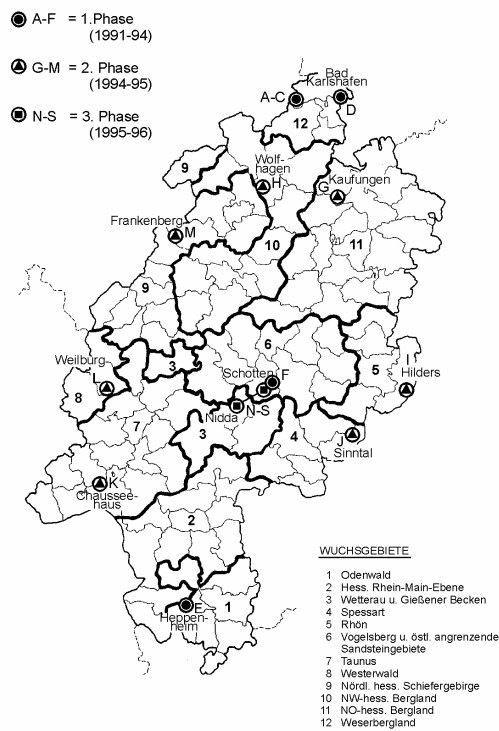 A-F = 1.Phase
(1991-94)
G-M = 2. Phase
(1994-95)
N-S = 3. Phase
(1995-96)
Bad
Karlshafen
A-C
D
12
Wolf-
hagen
9
H
G
Kaufungen
Frankenberg
M
10
11
9
6
Weilburg
3
Schotten
F
5
I
Hilders
L
8
Nidda
N-S
7
3
4
J
Sinntal
K
Chaussee-
haus
2
E
1
Heppen-
heim
WUCHSGEBIETE
1 Odenwald
2 Hess. Rhein-Main-Ebene
3 Wetterau u. Gießener Becken
4 Spessart
5 Rhön
6 Vogelsberg u. östl. angrenzende
Sandsteingebiete
7 Taunus
8 Westerwald
9 Nördl. hess. Schiefergebirge
10 NW-hess. Bergland
11 NO-hess. Bergland
12 Weserbergland